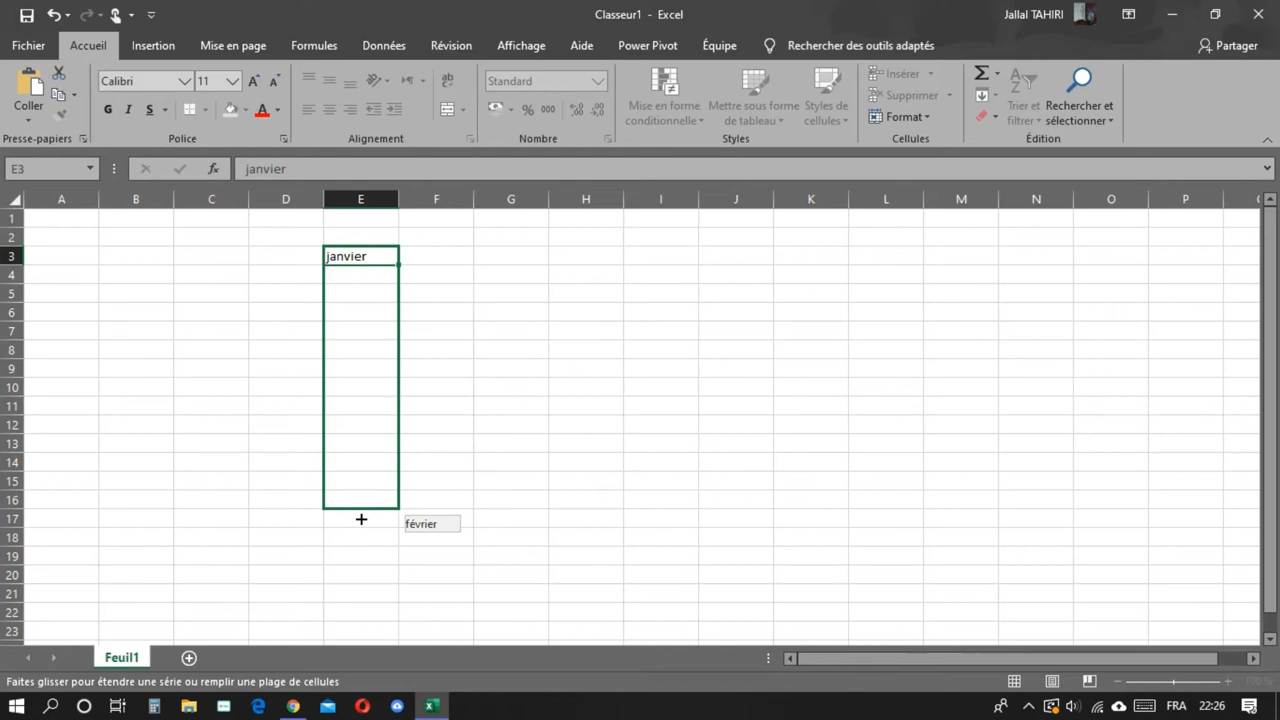 Classeur1 - Excel
Jallal TAHIRI
Fichier Accueil Insertion Mise en page Formules Données Révision Affichage Aide Power Pivot Équipe Rechercher des outils adaptés Partager
Coller
Calibri 11
G I S
A
ab
Standard
% 000
Mise en forme conditionnelle
Mettre sous forme de tableau
Styles de cellules
Insérer
Supprimer
Format
Σ
Trier et filtrer
Rechercher et sélectionner
Presse-papiers Police Alignement Nombre Styles Cellules Édition
E3 fx janvier
A B C D E F G H I J K L M N O P
1
2
3 janvier
4
5
6
7
8
9
10
11
12
13
14
15
16
17 février
18
19
20
21
22
23
Feuil1
Faites glisser pour étendre une série ou remplir une plage de cellules
100 %
FRA 22:26